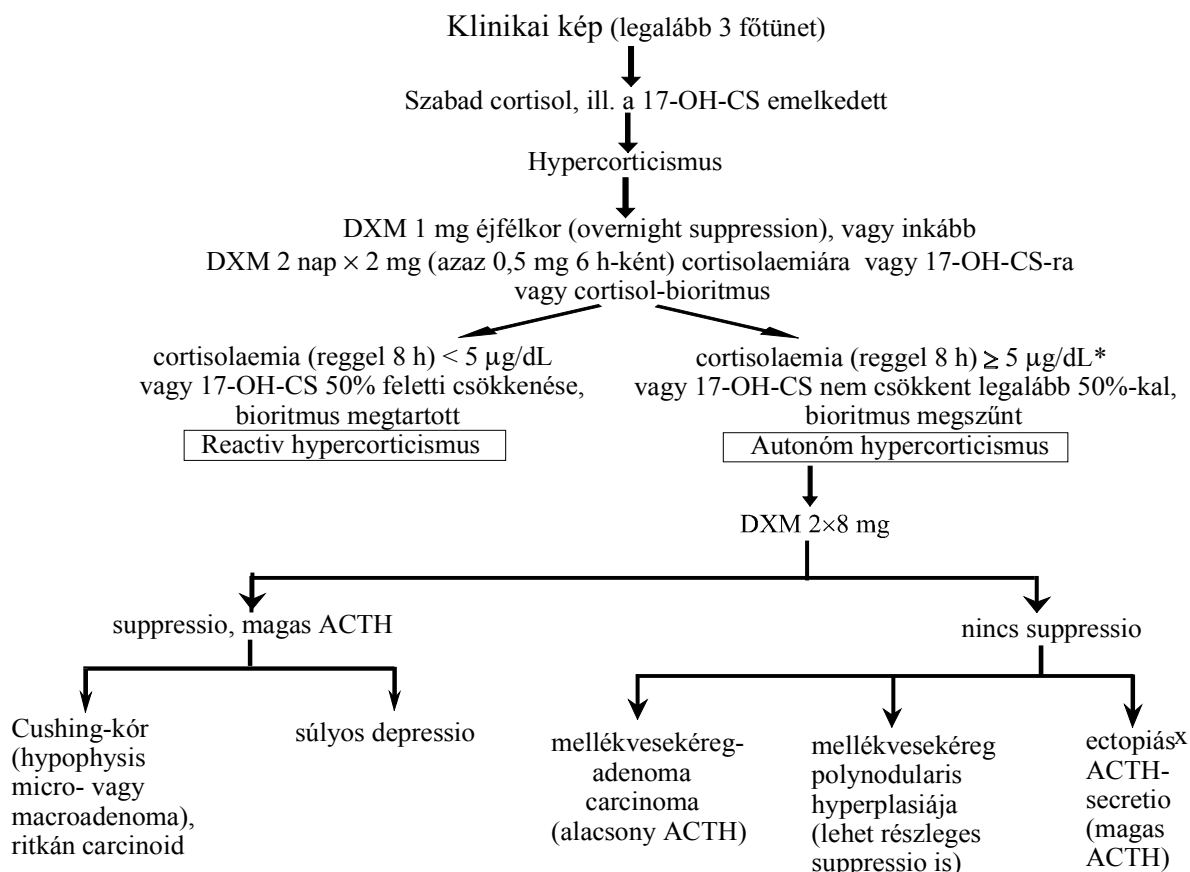 Klinikai kép (legalább 3 főtünet)
Szabad cortisol, ill. a 17-OH-CS emelkedett
Hypercorticismus
DXM 1 mg éjfélkor (overnight suppression), vagy inkább
DXM 2 nap × 2 mg (azaz 0,5 mg 6 h-ként) cortisolaemiára vagy 17-OH-CS-ra
vagy cortisol-bioritmus
cortisolaemia (reggel 8 h) < 5 µg/dL
vagy 17-OH-CS 50% feletti csökkenése,
bioritmus megtartott
Reactiv hypercorticismus
cortisolaemia (reggel 8 h) ≥ 5 µg/dL*
vagy 17-OH-CS nem csökkent legalább 50%-kal,
bioritmus megszűnt
Autonóm hypercorticismus
DXM 2×8 mg
suppressio, magas ACTH
nincs suppressio
Cushing-kór
(hypophysis
micro- vagy
macroadenoma),
ritkán carcinoid
súlyos depressio
mellékvesekéreg-
adenoma
carcinoma
(alacsony ACTH)
mellékvesekéreg
polynodularis
hyperplasiája
(lehet részleges
suppressio is)
ectopiásx
ACTH-
secretio
(magas
ACTH)